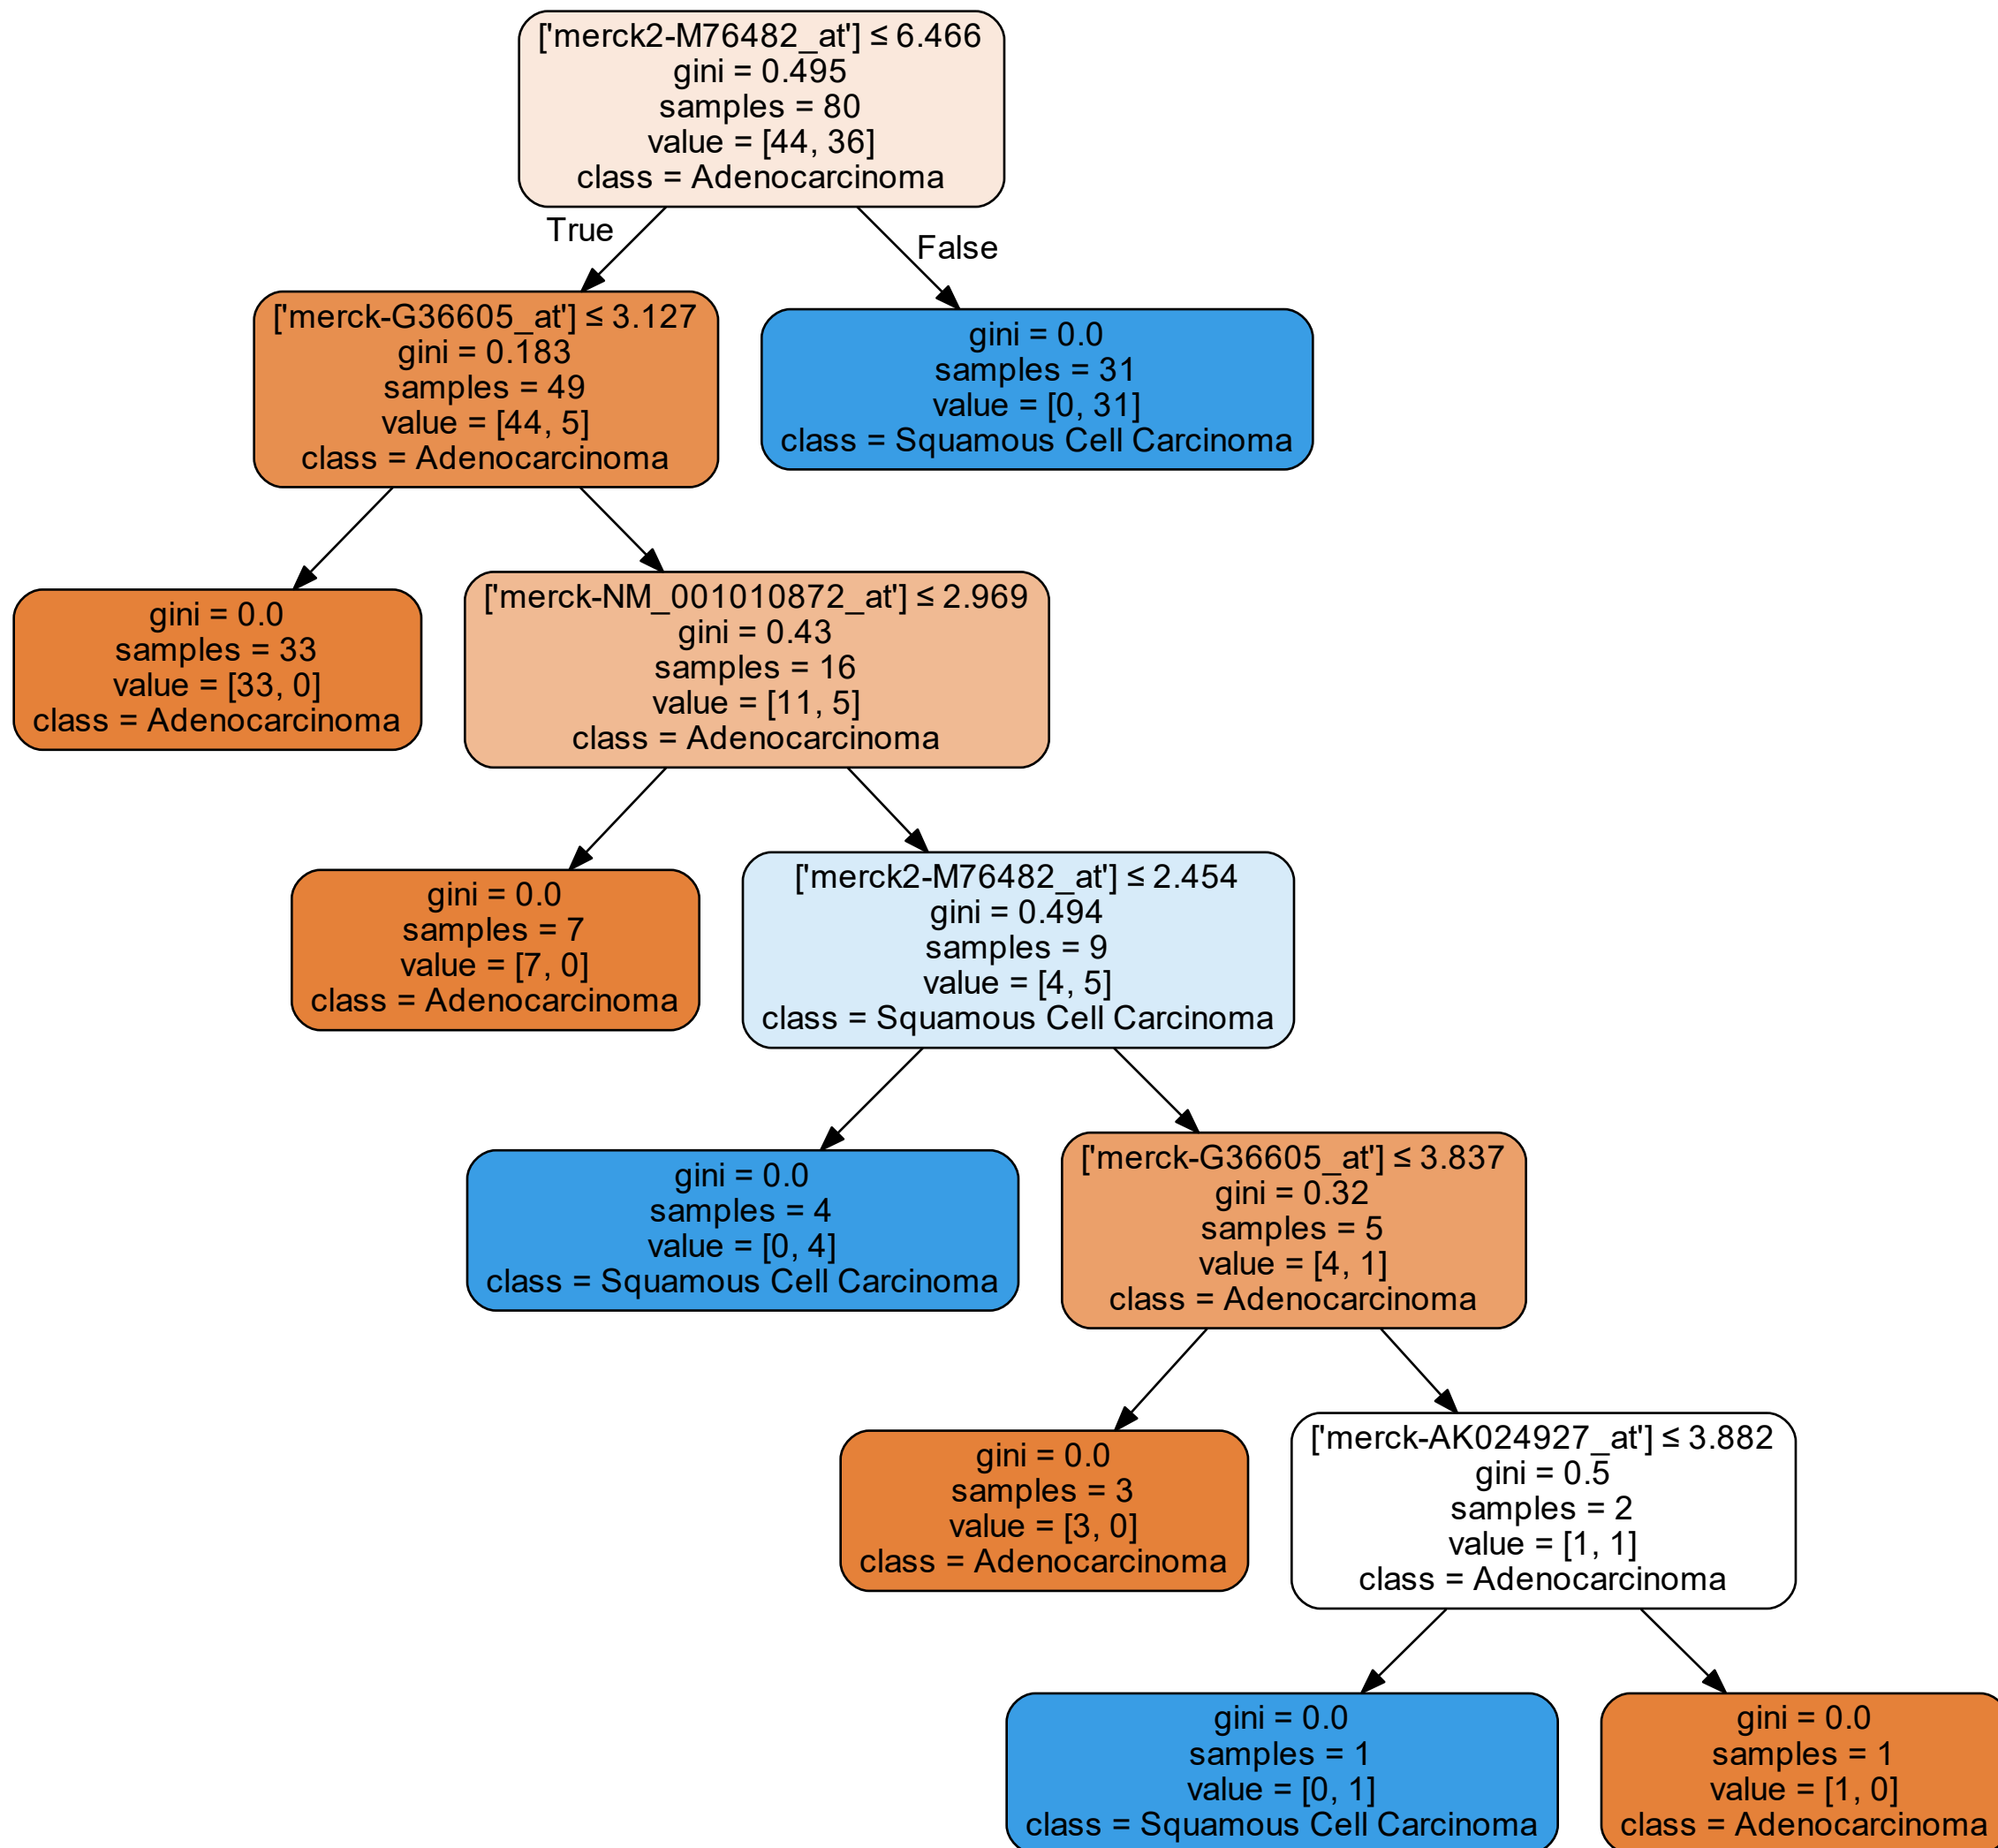 ['merck2-M76482_at'] ≤ 6.466
gini = 0.495
samples = 80
value = [44, 36]
class = Adenocarcinoma
True
False
['merck-G36605_at'] ≤ 3.127
gini = 0.183
samples = 49
value = [44, 5]
class = Adenocarcinoma
gini = 0.0
samples = 31
value = [0, 31]
class = Squamous Cell Carcinoma
gini = 0.0
samples = 33
value = [33, 0]
class = Adenocarcinoma
['merck-NM_001010872_at'] ≤ 2.969
gini = 0.43
samples = 16
value = [11, 5]
class = Adenocarcinoma
gini = 0.0
samples = 7
value = [7, 0]
class = Adenocarcinoma
['merck2-M76482_at'] ≤ 2.454
gini = 0.494
samples = 9
value = [4, 5]
class = Squamous Cell Carcinoma
gini = 0.0
samples = 4
value = [0, 4]
class = Squamous Cell Carcinoma
['merck-G36605_at'] ≤ 3.837
gini = 0.32
samples = 5
value = [4, 1]
class = Adenocarcinoma
gini = 0.0
samples = 3
value = [3, 0]
class = Adenocarcinoma
['merck-AK024927_at'] ≤ 3.882
gini = 0.5
samples = 2
value = [1, 1]
class = Adenocarcinoma
gini = 0.0
samples = 1
value = [0, 1]
class = Squamous Cell Carcinoma
gini = 0.0
samples = 1
value = [1, 0]
class = Adenocarcinoma